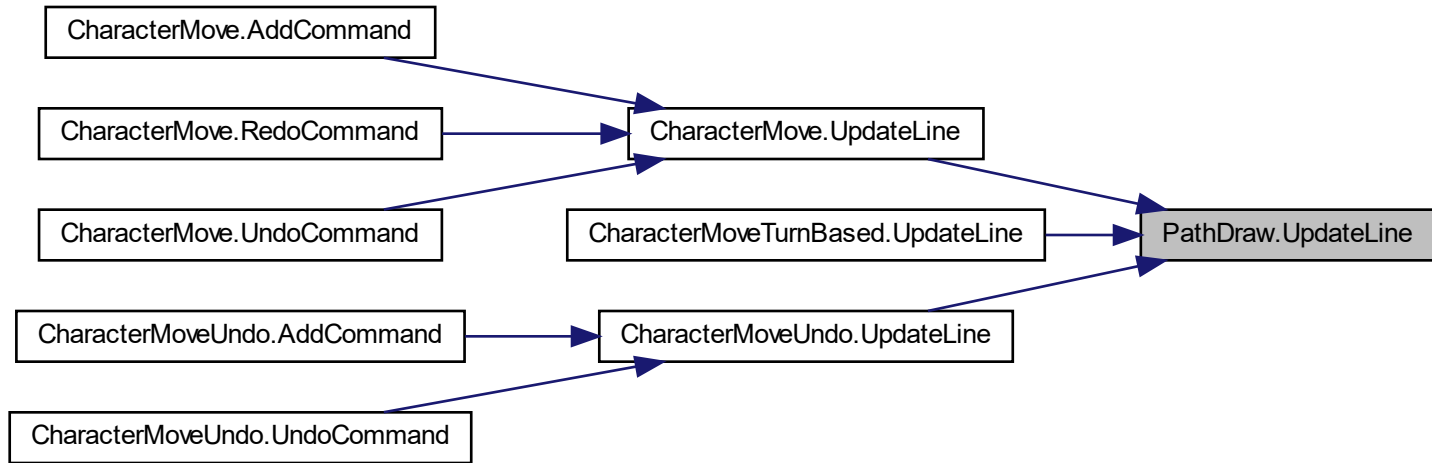 CharacterMove.AddCommand
CharacterMove.RedoCommand
CharacterMove.UpdateLine
CharacterMove.UndoCommand
CharacterMoveTurnBased.UpdateLine
PathDraw.UpdateLine
CharacterMoveUndo.AddCommand
CharacterMoveUndo.UpdateLine
CharacterMoveUndo.UndoCommand